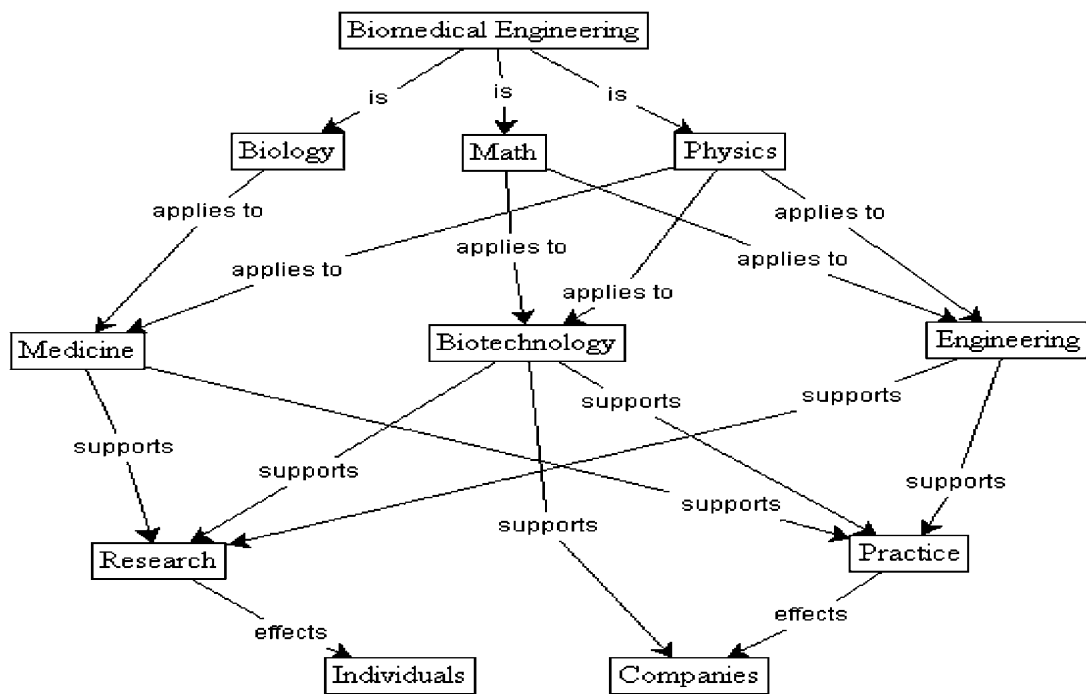 Biomedical Engineering
is
is
is
Biology
Math
Physics
applies to
applies to
applies to
applies to
applies to
applies to
Medicine
Biotechnology
Engineering
supports
supports
supports
supports
supports
supports
supports
Research
Practice
effects
effects
Individuals
Companies